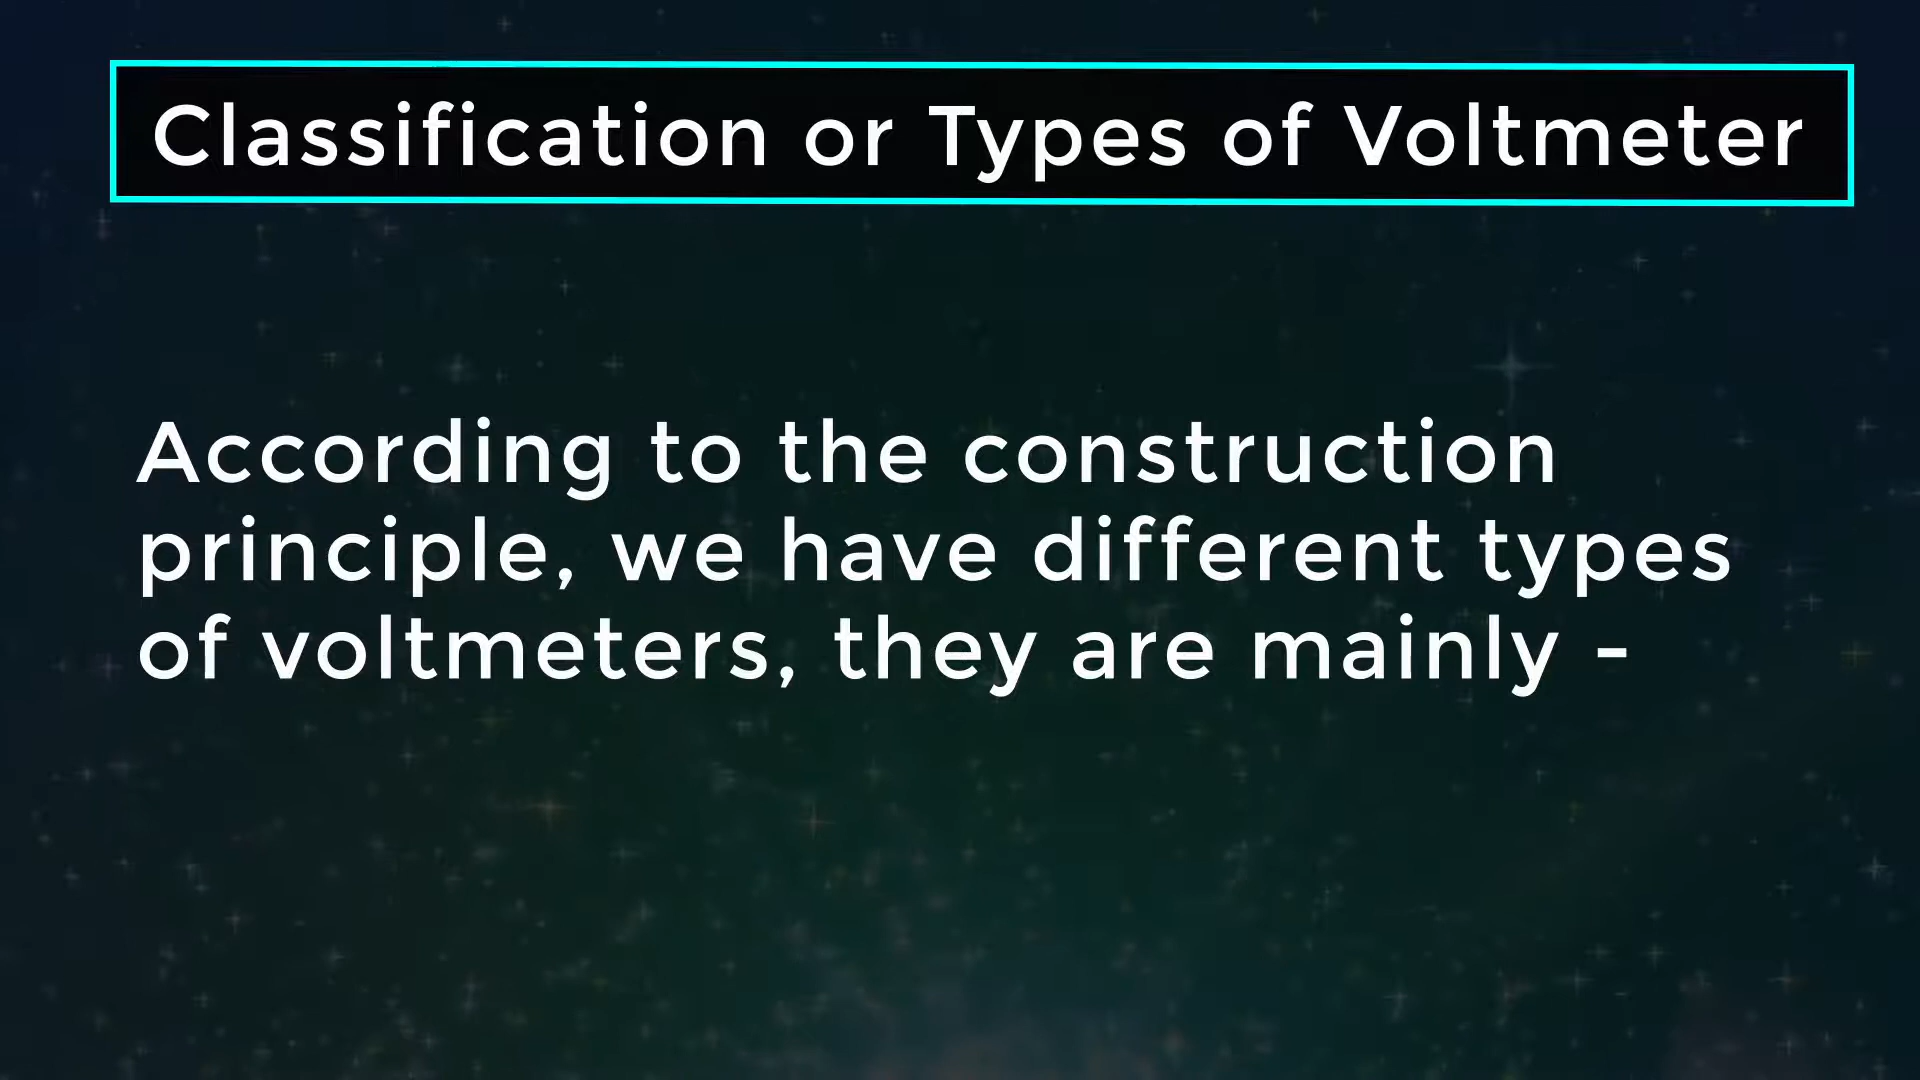 Classification or Types of Voltmeter
According to the construction
principle, we have different types
of voltmeters, they are mainly -